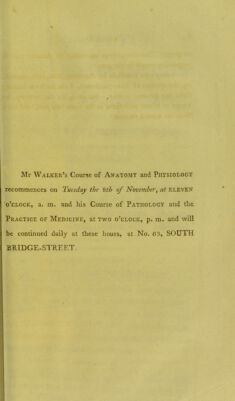 Mr Walker's Course of Anatomy and Physiology
recommences on Tuesday the 8th of November, at eleven
o'clock, a. m. and his Course of Pathology and the
Practice of Medicine, at two o'clock, p. m. and will
be continued daily at these hours, at No. 63, SOUTH
BRIDGE-STREET.